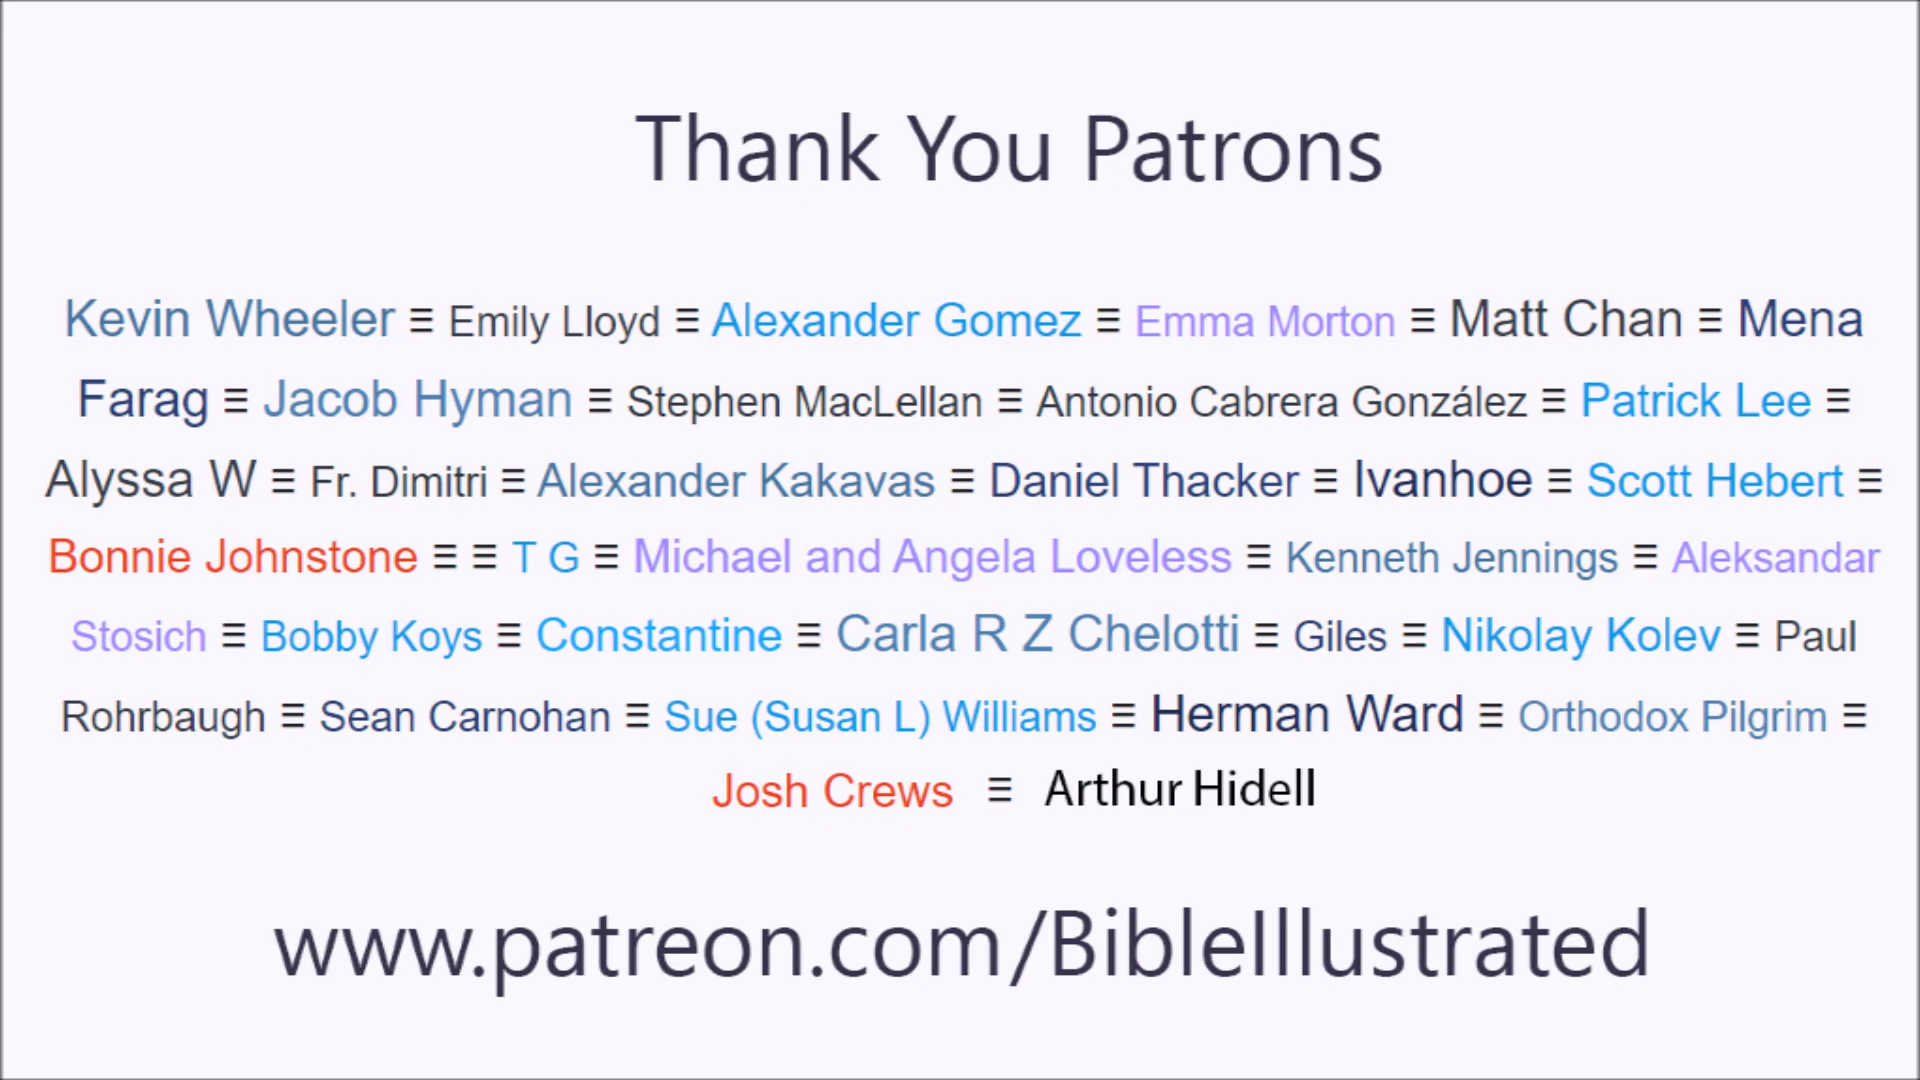 Thank You Patrons
Kevin Wheeler ≡ Emily Lloyd ≡ Alexander Gomez ≡ Emma Morton ≡ Matt Chan ≡ Mena
Farag ≡ Jacob Hyman ≡ Stephen MacLellan ≡ Antonio Cabrera González ≡ Patrick Lee ≡
Alyssa W ≡ Fr. Dimitri ≡ Alexander Kakavas ≡ Daniel Thacker ≡ Ivanhoe ≡ Scott Hebert ≡
Bonnie Johnstone ≡ ≡ T G ≡ Michael and Angela Loveless ≡ Kenneth Jennings ≡ Aleksandar
Stosich ≡ Bobby Koys ≡ Constantine ≡ Carla R Z Chelotti ≡ Giles ≡ Nikolay Kolev ≡ Paul
Rohrbaugh ≡ Sean Carnohan ≡ Sue (Susan L) Williams ≡ Herman Ward ≡ Orthodox Pilgrim ≡
Josh Crews ≡ Arthur Hidell
www.patreon.com/BibleIllustrated